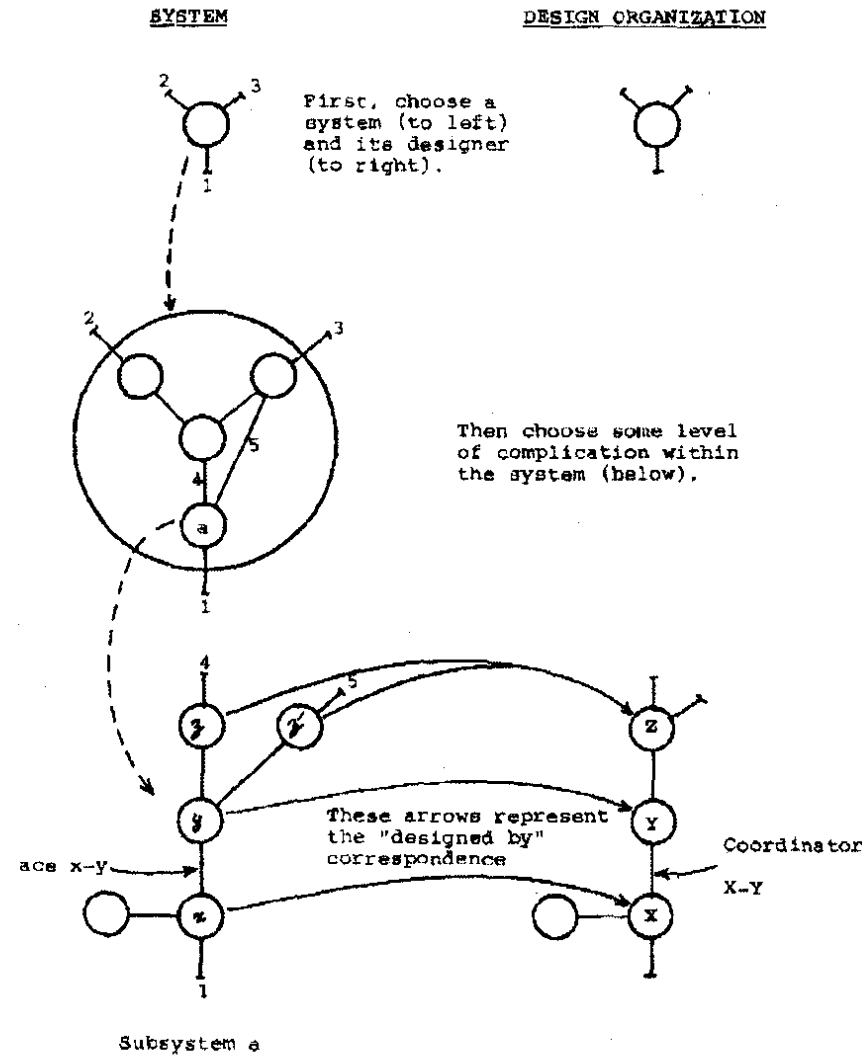 SYSTEM
DESIGN ORGANIZATION
2
3
1
First, choose a
system (to left)
and its designer
(to right).
2
3
5
4
a
1
Then choose some level
of complication within
the system (below).
4
5
z
z'
Z
y
Y
These arrows represent
the "designed by"
correspondence
ace x-y
Coordinator
X-Y
x
X
1
Subsystem a